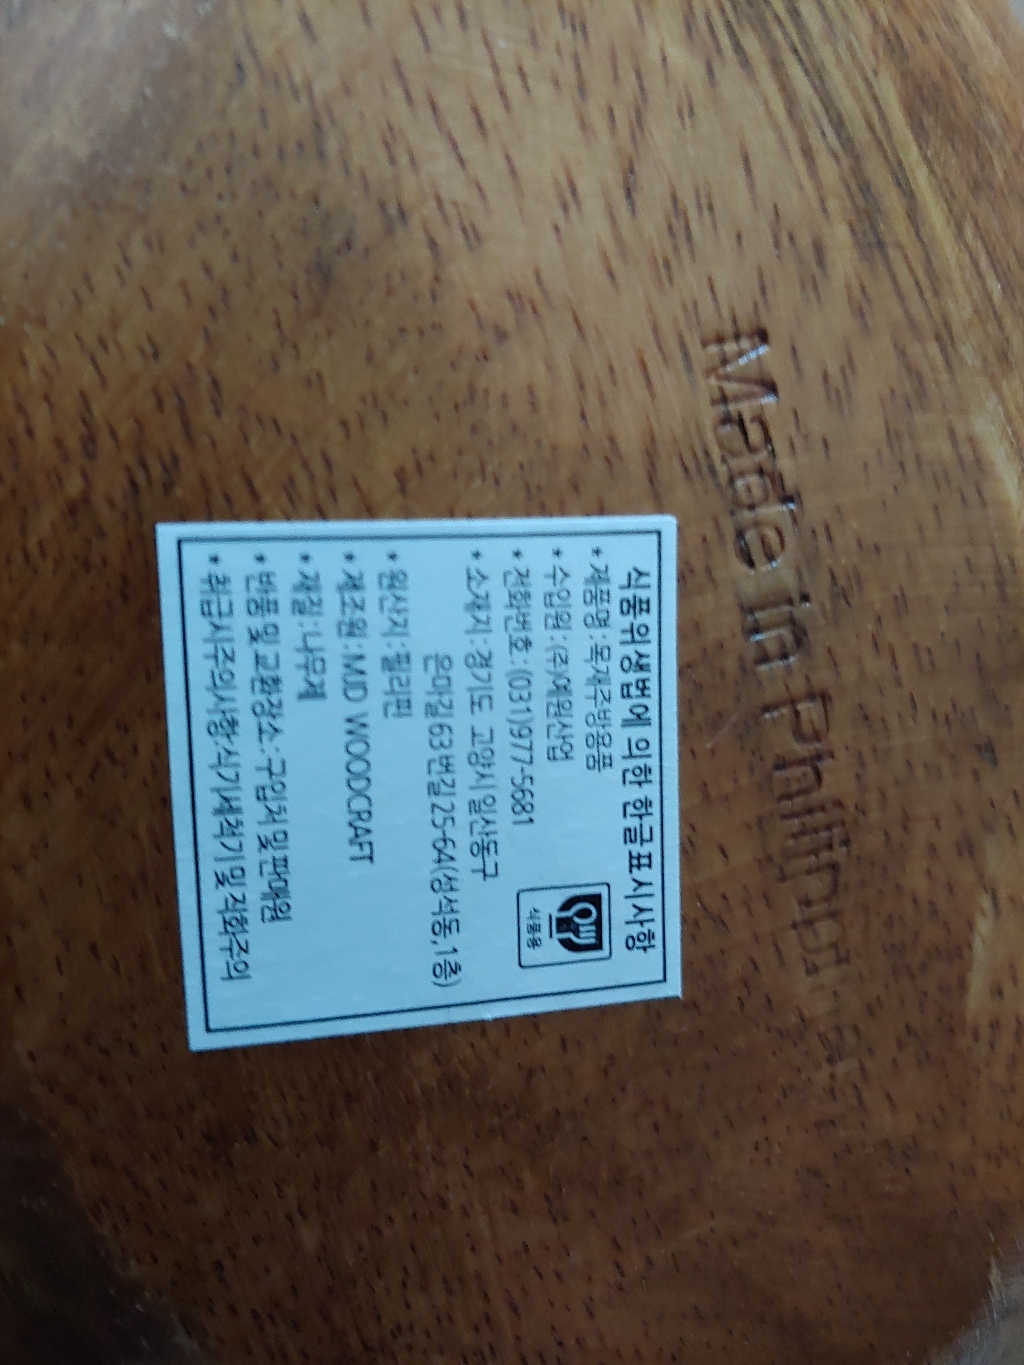 Made in Philippines
식품위생법에 의한 한글표시사항
• 제품명 : 목재주방용품
• 수입원 : (주)예원산업
• 전화번호 : (031)977-5681
• 소재지 : 경기도 고양시 일산동구
은마길 63번길 25-64(성석동,1층)
• 원산지 : 필리핀
• 제조원 : MD WOODCRAFT
• 재질 : 나무제
• 반품 및 교환장소 : 구입처 및 판매원
• 취급시주의사항:식기세척기 및 직화주의
식품용